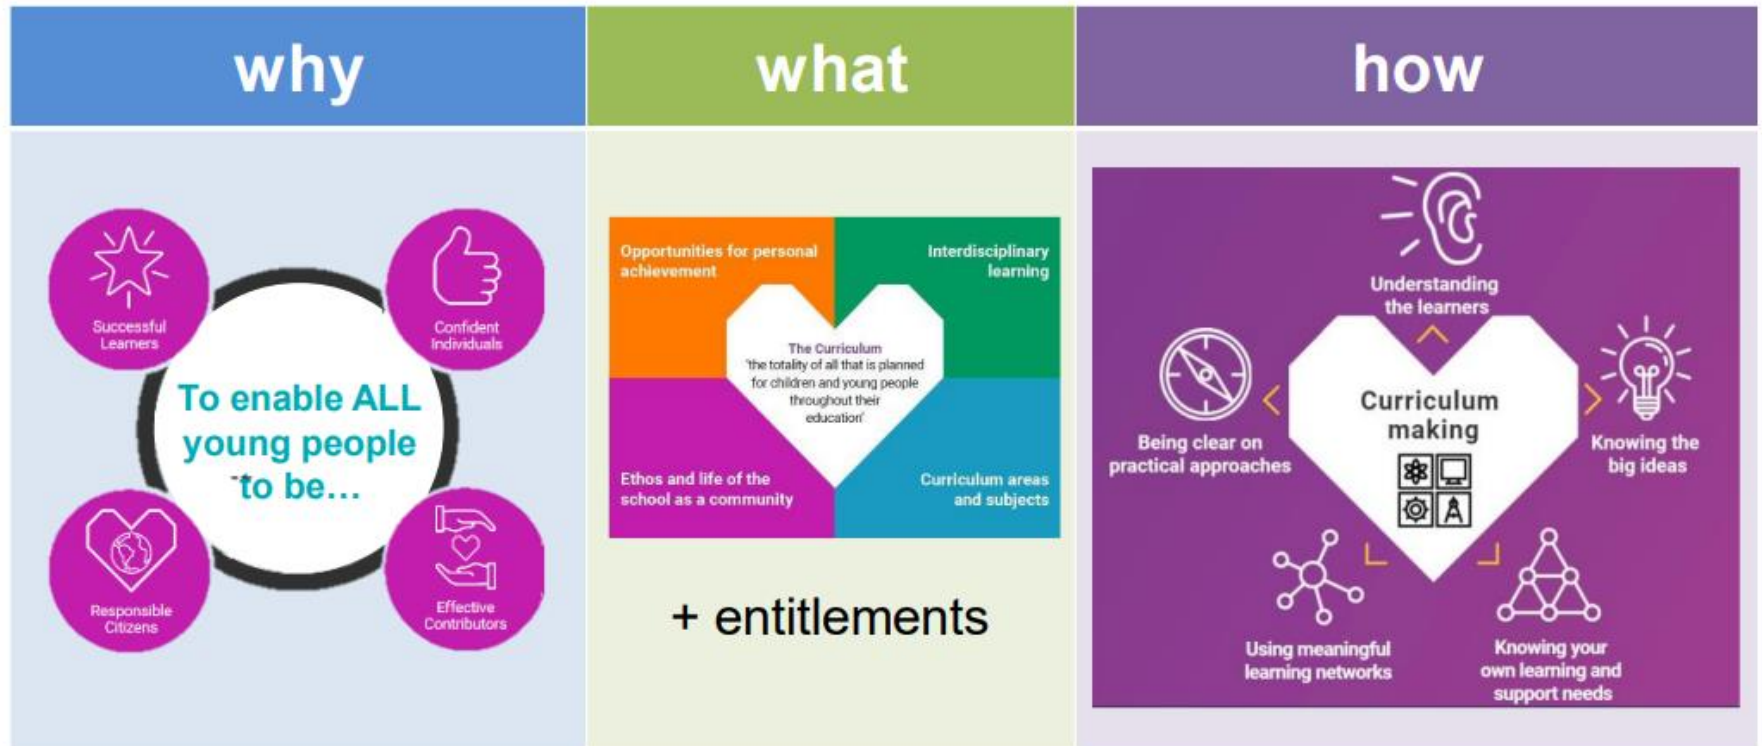 why
what
how
Successful
Learners
Confident
Individuals
To enable ALL
young people
to be...
Responsible
Citizens
Effective
Contributors
Opportunities for personal
achievement
Interdisciplinary
learning
The Curriculum
'the totality of all that is planned
for children and young people
throughout their
education'
Ethos and life of the
school as a community
Curriculum areas
and subjects
+ entitlements
Understanding
the learners
Being clear on
practical approaches
Curriculum
making
Knowing the
big ideas
Using meaningful
learning networks
Knowing your
own learning and
support needs